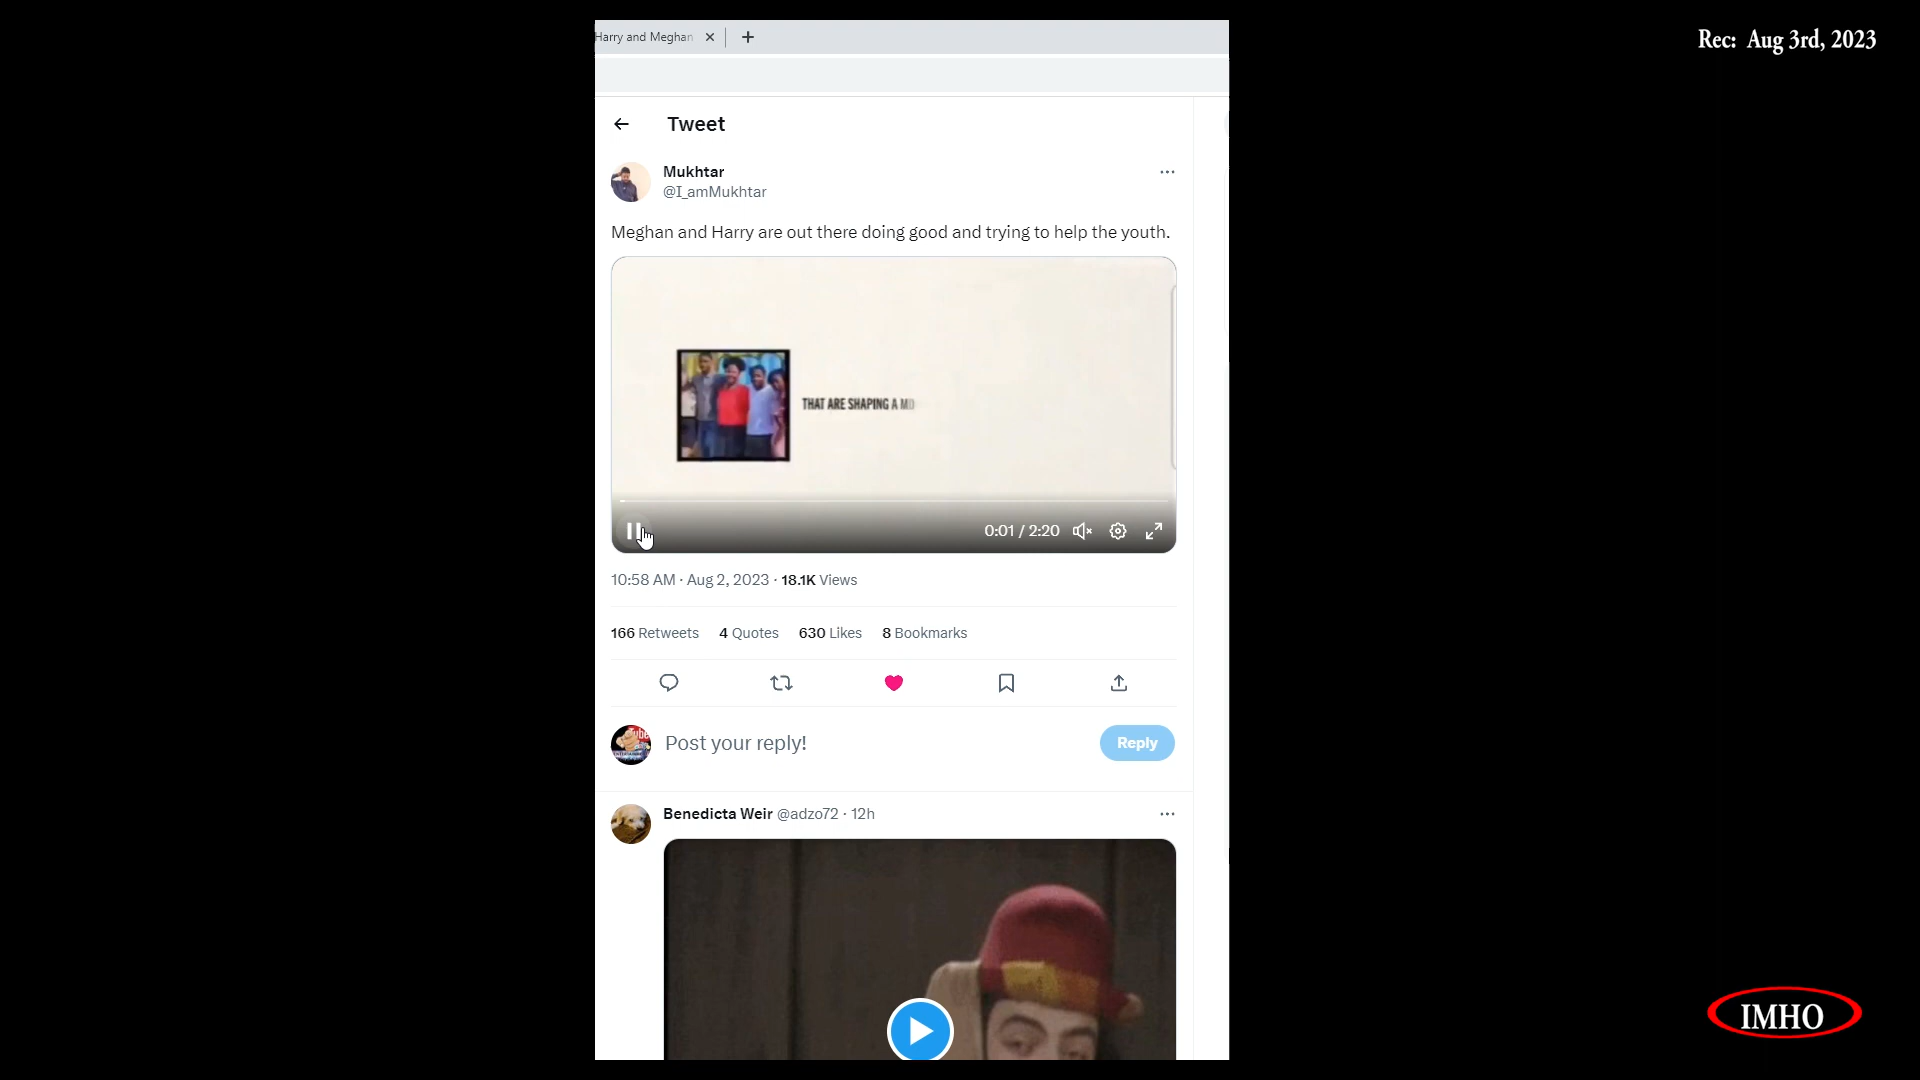 Harry and Meghan
Rec: Aug 3rd, 2023
Tweet
Mukhtar
@I_amMukhtar
Meghan and Harry are out there doing good and trying to help the youth.
THAT ARE SHAPING A MO
0:01 / 2:20
10:58 AM · Aug 2, 2023 · 18.1K Views
166 Retweets 4 Quotes 630 Likes 8 Bookmarks
Post your reply!
Reply
Benedicta Weir @adzo72 · 12h
IMHO